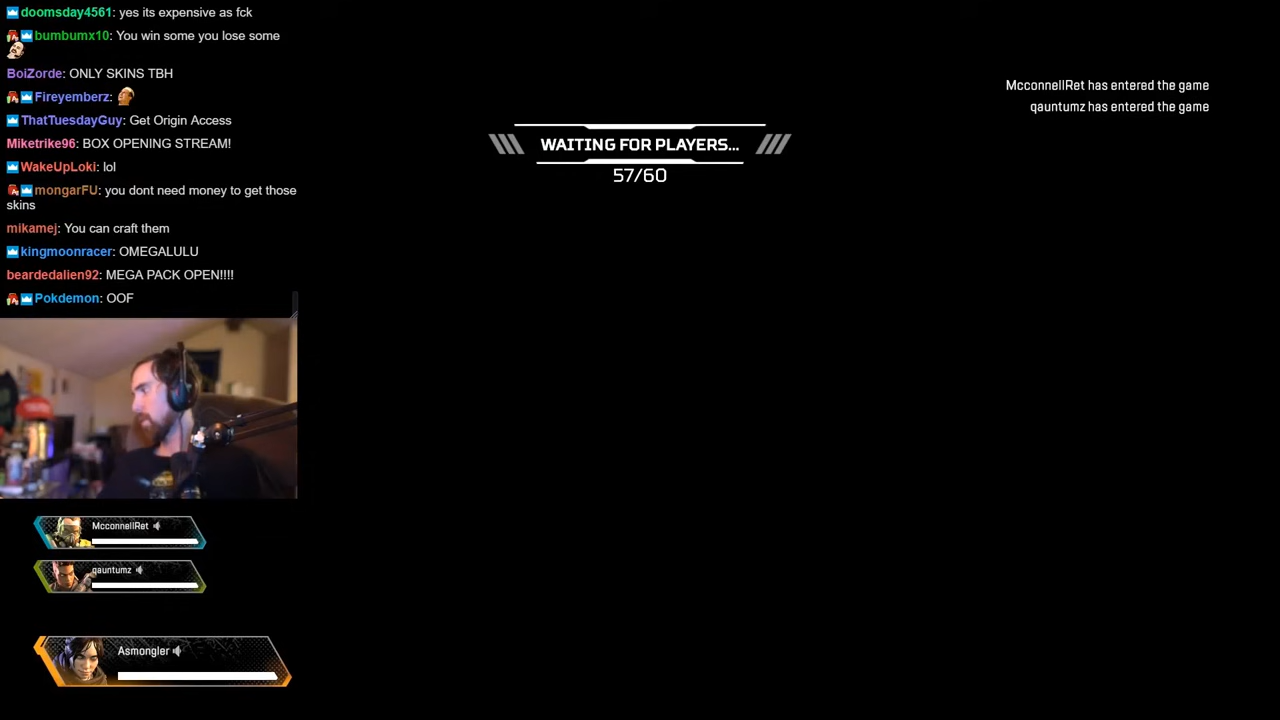 doomsday4561: yes its expensive as fck
bumbumx10: You win some you lose some
BoiZorde: ONLY SKINS TBH
Fireyemberz:
ThatTuesdayGuy: Get Origin Access
Miketrike96: BOX OPENING STREAM!
WakeUpLoki: lol
mongarFU: you dont need money to get those
skins
mikamej: You can craft them
kingmoonracer: OMEGALULU
beardedalien92: MEGA PACK OPEN!!!!
Pokdemon: OOF
WAITING FOR PLAYERS...
57/60
McconnellRet has entered the game
qauntumz has entered the game
McconnellRet
qauntumz
Asmongler